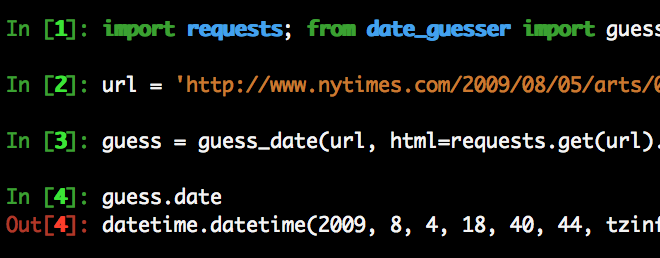 In [1]: import requests; from date_guesser import guess
In [2]: url = 'http://www.nytimes.com/2009/08/05/arts/0
In [3]: guess = guess_date(url, html=requests.get(url).
In [4]: guess.date
Out[4]: datetime.datetime(2009, 8, 4, 18, 40, 44, tzinf